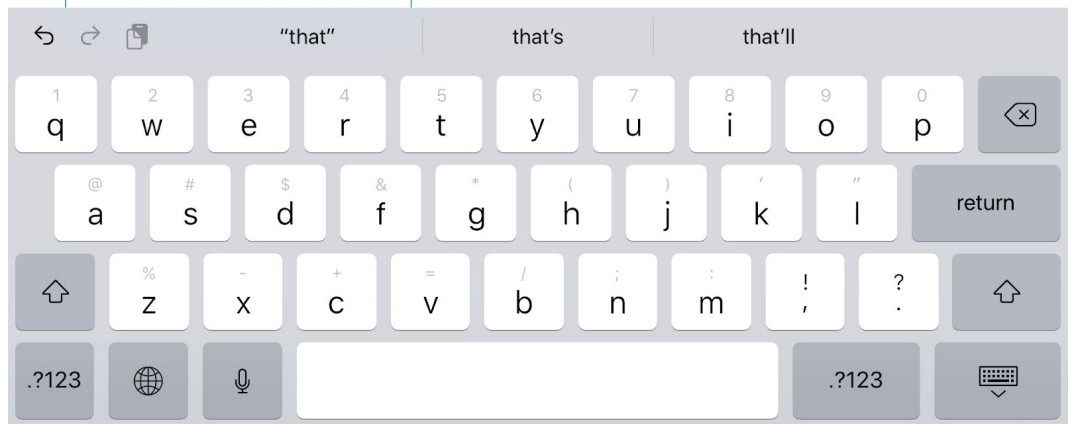 “that” that’s that’ll
1 2 3 4 5 6 7 8 9 0
q w e r t y u i o p
@ # $ & * ( ) ' "
a s d f g h j k l return
% - + = / ; : ! ?
z x c v b n m , .
.?123 .?123